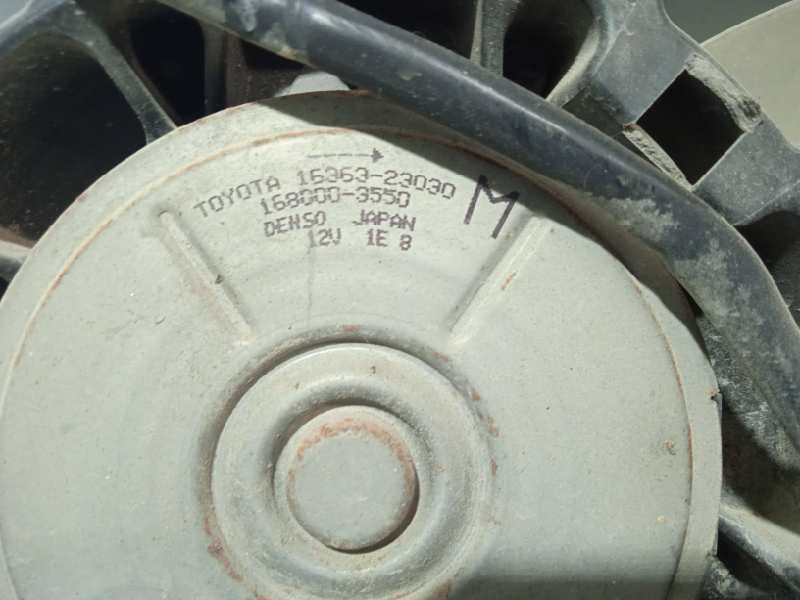 TOYOTA 16363-23030
168000-3550
DENSO JAPAN
12V 1E 8
M